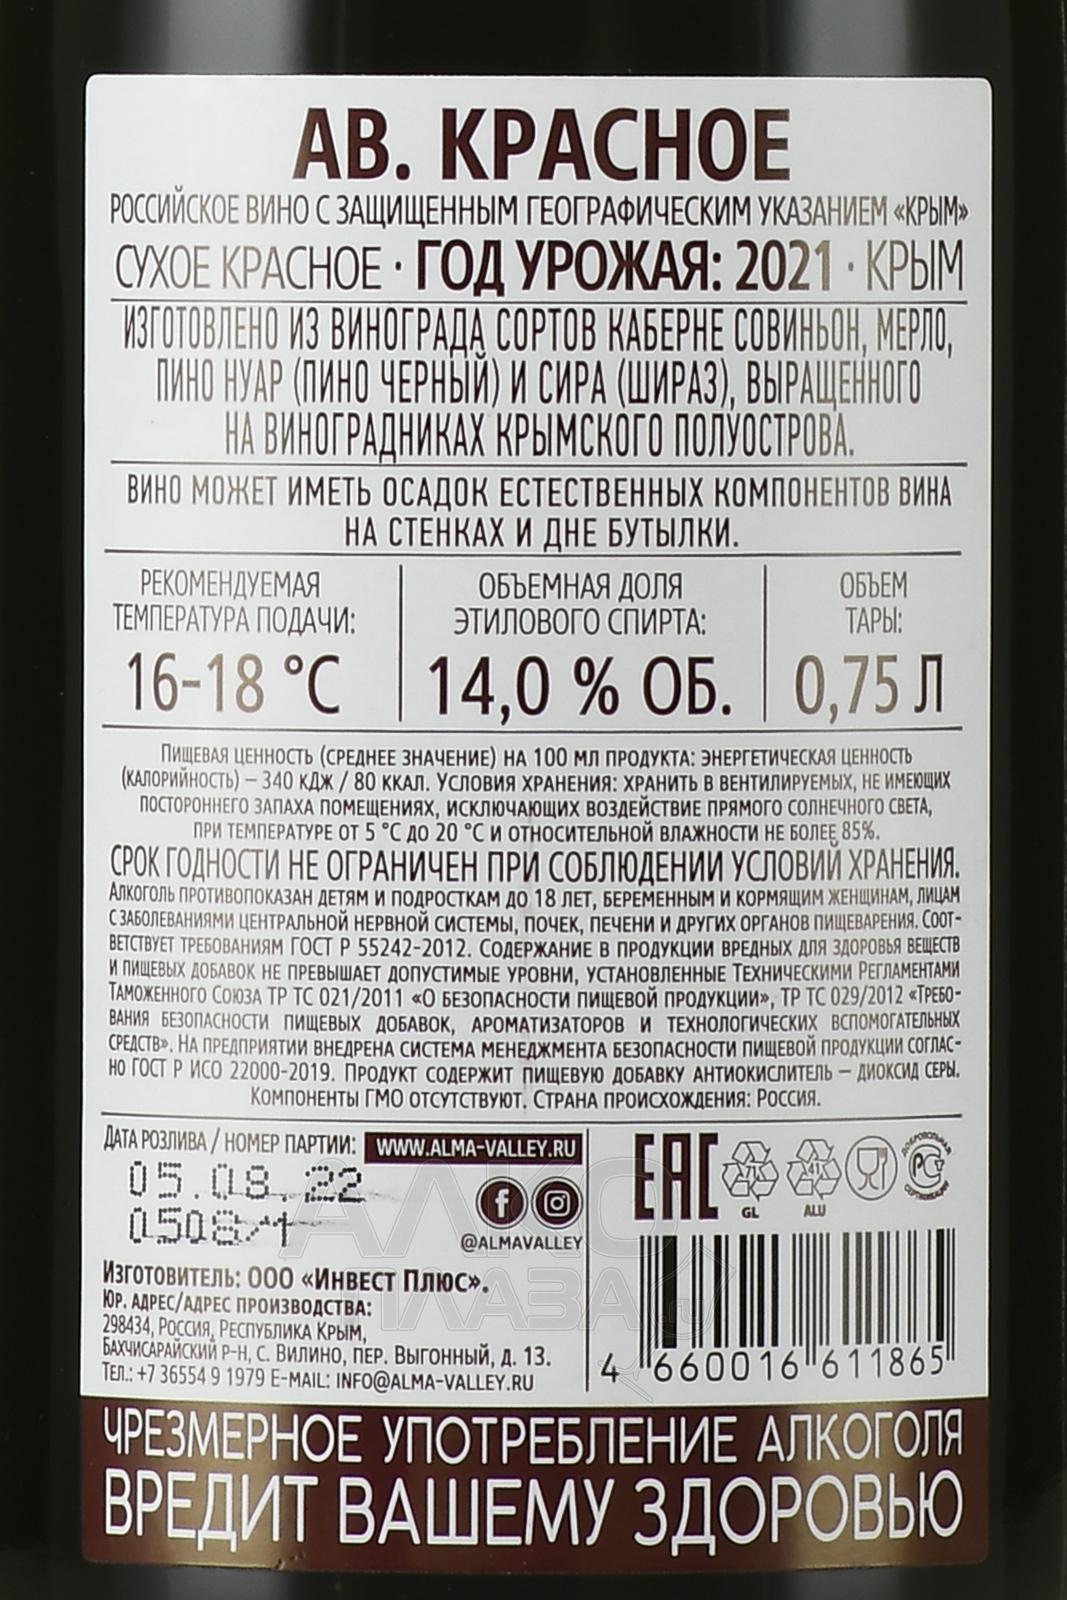 АВ. КРАСНОЕ
РОССИЙСКОЕ ВИНО С ЗАЩИЩЕННЫМ ГЕОГРАФИЧЕСКИМ УКАЗАНИЕМ «КРЫМ»
СУХОЕ КРАСНОЕ · ГОД УРОЖАЯ: 2021 · КРЫМ
ИЗГОТОВЛЕНО ИЗ ВИНОГРАДА СОРТОВ КАБЕРНЕ СОВИНЬОН, МЕРЛО,
ПИНО НУАР (ПИНО ЧЕРНЫЙ) И СИРА (ШИРАЗ), ВЫРАЩЕННОГО
НА ВИНОГРАДНИКАХ КРЫМСКОГО ПОЛУОСТРОВА.
ВИНО МОЖЕТ ИМЕТЬ ОСАДОК ЕСТЕСТВЕННЫХ КОМПОНЕНТОВ ВИНА
НА СТЕНКАХ И ДНЕ БУТЫЛКИ.
РЕКОМЕНДУЕМАЯ
ТЕМПЕРАТУРА ПОДАЧИ:
16-18 °С
ОБЪЕМНАЯ ДОЛЯ
ЭТИЛОВОГО СПИРТА:
14,0 % ОБ.
ОБЪЕМ
ТАРЫ:
0,75 Л
ПИЩЕВАЯ ЦЕННОСТЬ (СРЕДНЕЕ ЗНАЧЕНИЕ) НА 100 МЛ ПРОДУКТА: ЭНЕРГЕТИЧЕСКАЯ ЦЕННОСТЬ
(КАЛОРИЙНОСТЬ) – 340 КДЖ / 80 ККАЛ. УСЛОВИЯ ХРАНЕНИЯ: ХРАНИТЬ В ВЕНТИЛИРУЕМЫХ, НЕ ИМЕЮЩИХ
ПОСТОРОННЕГО ЗАПАХА ПОМЕЩЕНИЯХ, ИСКЛЮЧАЮЩИХ ВОЗДЕЙСТВИЕ ПРЯМОГО СОЛНЕЧНОГО СВЕТА,
ПРИ ТЕМПЕРАТУРЕ ОТ 5 °С ДО 20 °С И ОТНОСИТЕЛЬНОЙ ВЛАЖНОСТИ НЕ БОЛЕЕ 85%.
СРОК ГОДНОСТИ НЕ ОГРАНИЧЕН ПРИ СОБЛЮДЕНИИ УСЛОВИЙ ХРАНЕНИЯ.
АЛКОГОЛЬ ПРОТИВОПОКАЗАН ДЕТЯМ И ПОДРОСТКАМ ДО 18 ЛЕТ, БЕРЕМЕННЫМ И КОРМЯЩИМ ЖЕНЩИНАМ, ЛИЦАМ
С ЗАБОЛЕВАНИЯМИ ЦЕНТРАЛЬНОЙ НЕРВНОЙ СИСТЕМЫ, ПОЧЕК, ПЕЧЕНИ И ДРУГИХ ОРГАНОВ ПИЩЕВАРЕНИЯ. СООТ-
ВЕТСТВУЕТ ТРЕБОВАНИЯМ ГОСТ Р 55242-2012. СОДЕРЖАНИЕ В ПРОДУКЦИИ ВРЕДНЫХ ДЛЯ ЗДОРОВЬЯ ВЕЩЕСТВ
И ПИЩЕВЫХ ДОБАВОК НЕ ПРЕВЫШАЕТ ДОПУСТИМЫЕ УРОВНИ, УСТАНОВЛЕННЫЕ ТЕХНИЧЕСКИМИ РЕГЛАМЕНТАМИ
ТАМОЖЕННОГО СОЮЗА ТР ТС 021/2011 «О БЕЗОПАСНОСТИ ПИЩЕВОЙ ПРОДУКЦИИ», ТР ТС 029/2012 «ТРЕБО-
ВАНИЯ БЕЗОПАСНОСТИ ПИЩЕВЫХ ДОБАВОК, АРОМАТИЗАТОРОВ И ТЕХНОЛОГИЧЕСКИХ ВСПОМОГАТЕЛЬНЫХ
СРЕДСТВ». НА ПРЕДПРИЯТИИ ВНЕДРЕНА СИСТЕМА МЕНЕДЖМЕНТА БЕЗОПАСНОСТИ ПИЩЕВОЙ ПРОДУКЦИИ СОГЛАС-
НО ГОСТ Р ИСО 22000-2019. ПРОДУКТ СОДЕРЖИТ ПИЩЕВУЮ ДОБАВКУ АНТИОКИСЛИТЕЛЬ – ДИОКСИД СЕРЫ.
КОМПОНЕНТЫ ГМО ОТСУТСТВУЮТ. СТРАНА ПРОИСХОЖДЕНИЯ: РОССИЯ.
ДАТА РОЗЛИВА / НОМЕР ПАРТИИ:
05.08.22
0508/1
WWW.ALMA-VALLEY.RU
@ALMAVALLEY
ИЗГОТОВИТЕЛЬ: ООО «ИНВЕСТ ПЛЮС».
ЮР. АДРЕС/АДРЕС ПРОИЗВОДСТВА:
298434, РОССИЯ, РЕСПУБЛИКА КРЫМ,
БАХЧИСАРАЙСКИЙ Р-Н, С. ВИЛИНО, ПЕР. ВЫГОННЫЙ, Д. 13.
ТЕЛ.: +7 36554 9 1979 E-MAIL: INFO@ALMA-VALLEY.RU
EAC
71
GL
41
ALU
ДОБРОВОЛЬНАЯ
СЕРТИФИКАЦИЯ
4 660016 611865
АЛКО
ПЛАЗА
.ru
ЧРЕЗМЕРНОЕ УПОТРЕБЛЕНИЕ АЛКОГОЛЯ
ВРЕДИТ ВАШЕМУ ЗДОРОВЬЮ